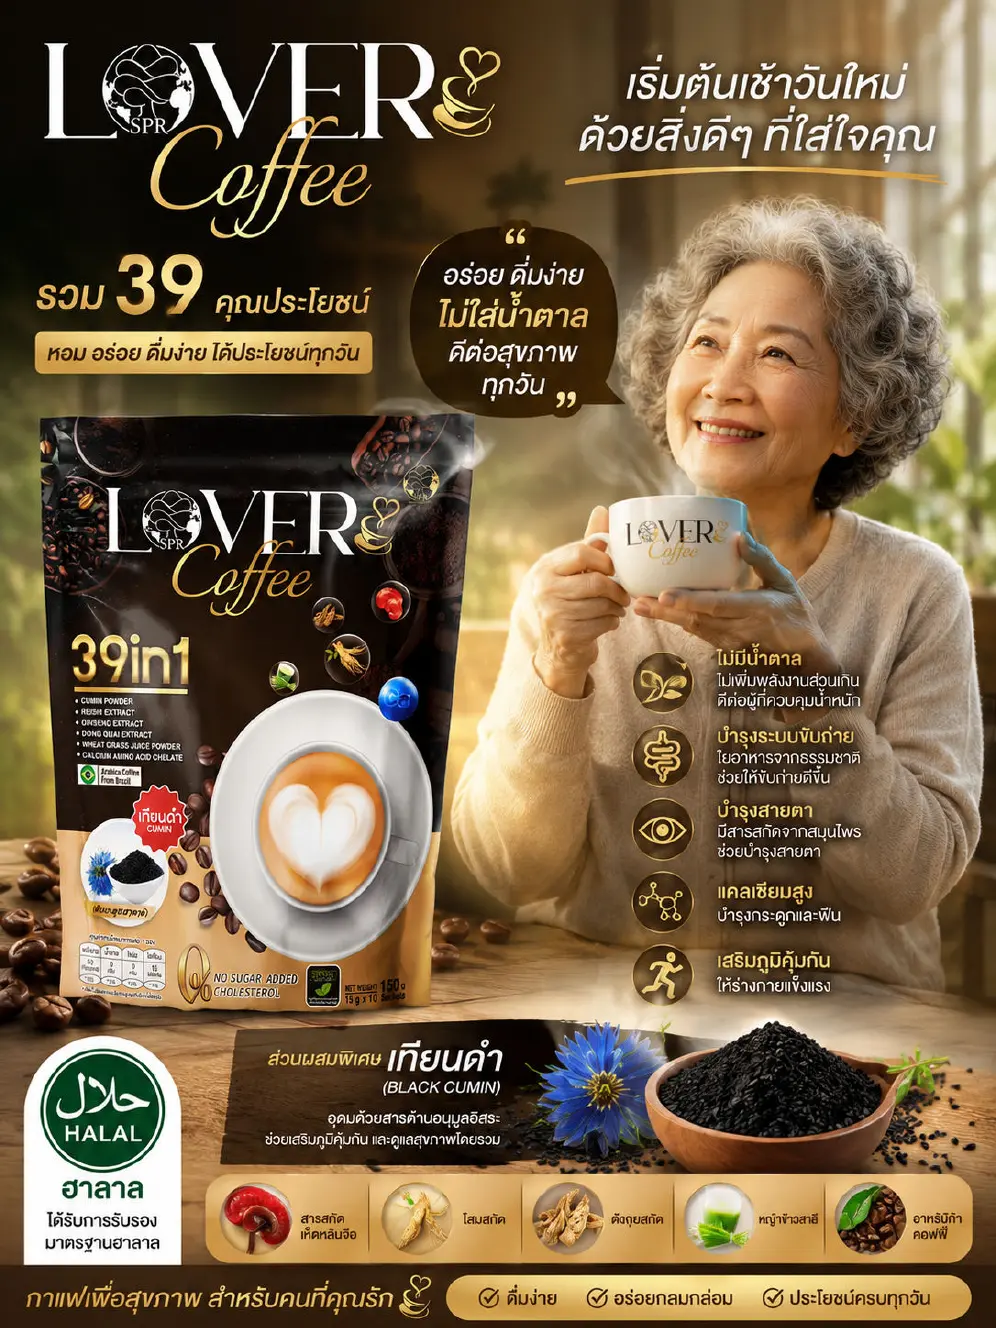 LOVER
SPR
Coffee
เริ่มต้นเช้าวันใหม่
ด้วยสิ่งดีๆ ที่ใส่ใจคุณ
รวม 39 คุณประโยชน์
หอม อร่อย ดื่มง่าย ได้ประโยชน์ทุกวัน
“
อร่อย ดื่มง่าย
ไม่ใส่น้ำตาล
ดีต่อสุขภาพ
ทุกวัน ”
LOVER
SPR
Coffee
39in1
• CUMIN POWDER
• REISHI EXTRACT
• GINSENG EXTRACT
• DONG QUAI EXTRACT
• WHEAT GRASS JUICE POWDER
• CALCIUM AMINO ACID CHELATE
Arabica Coffee
From Brazil
เทียนดำ
CUMIN
0%
NO SUGAR ADDED
CHOLESTEROL
NET WEIGHT 150 g
15g x 10
LOVER
Coffee
ไม่มีน้ำตาล
ไม่เพิ่มพลังงานส่วนเกิน
ดีต่อผู้ที่ควบคุมน้ำหนัก
บำรุงระบบขับถ่าย
ใยอาหารจากธรรมชาติ
ช่วยให้ขับถ่ายดีขึ้น
บำรุงสายตา
มีสารสกัดจากสมุนไพร
ช่วยบำรุงสายตา
แคลเซียมสูง
บำรุงกระดูกและฟัน
เสริมภูมิคุ้มกัน
ให้ร่างกายแข็งแรง
ส่วนผสมพิเศษ เทียนดำ
(BLACK CUMIN)
อุดมด้วยสารต้านอนุมูลอิสระ
ช่วยเสริมภูมิคุ้มกัน และดูแลสุขภาพโดยรวม
حلال
HALAL
ฮาลาล
ได้รับการรับรอง
มาตรฐานฮาลาล
สารสกัด
เห็ดหลินจือ
โสมสกัด
ตังกุยสกัด
หญ้าข้าวสาลี
อาหรับิก้า
คอฟฟี่
กาแฟเพื่อสุขภาพ สำหรับคนที่คุณรัก
ดื่มง่าย
อร่อยกลมกล่อม
ประโยชน์ครบทุกวัน